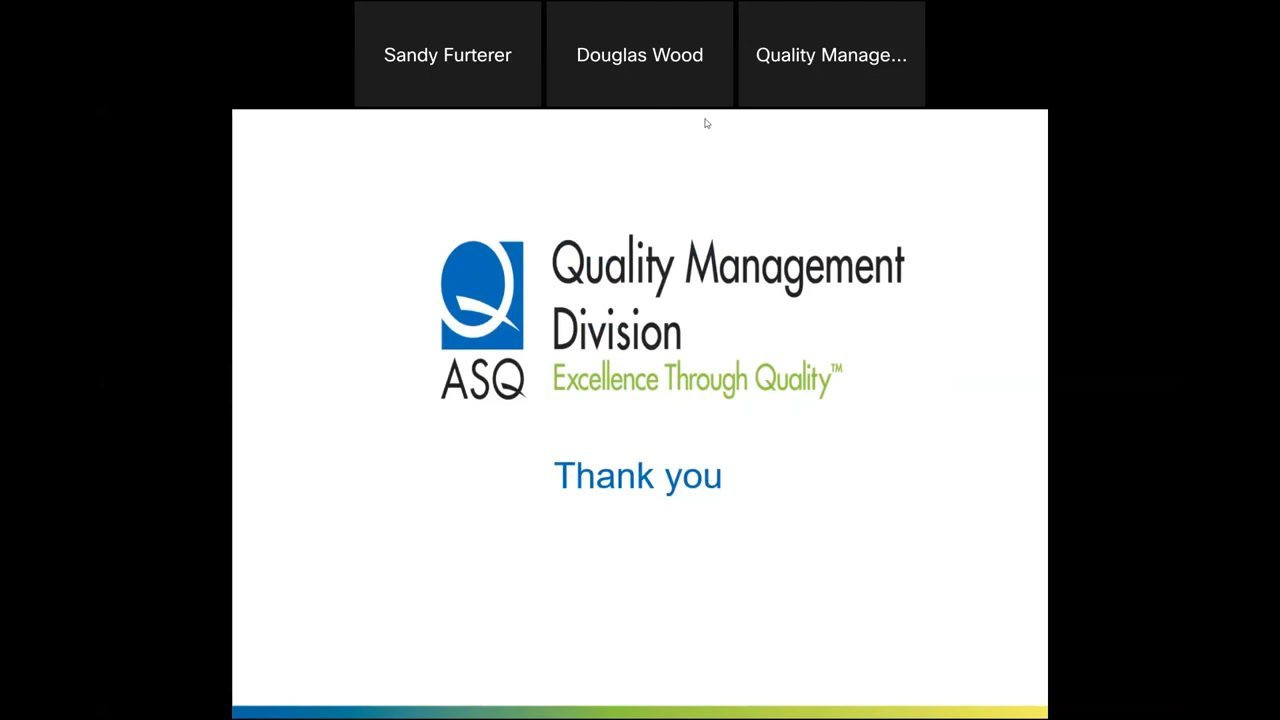 Sandy Furterer
Douglas Wood
Quality Manage...
Quality Management
Division
ASQ
Excellence Through Quality™
Thank you